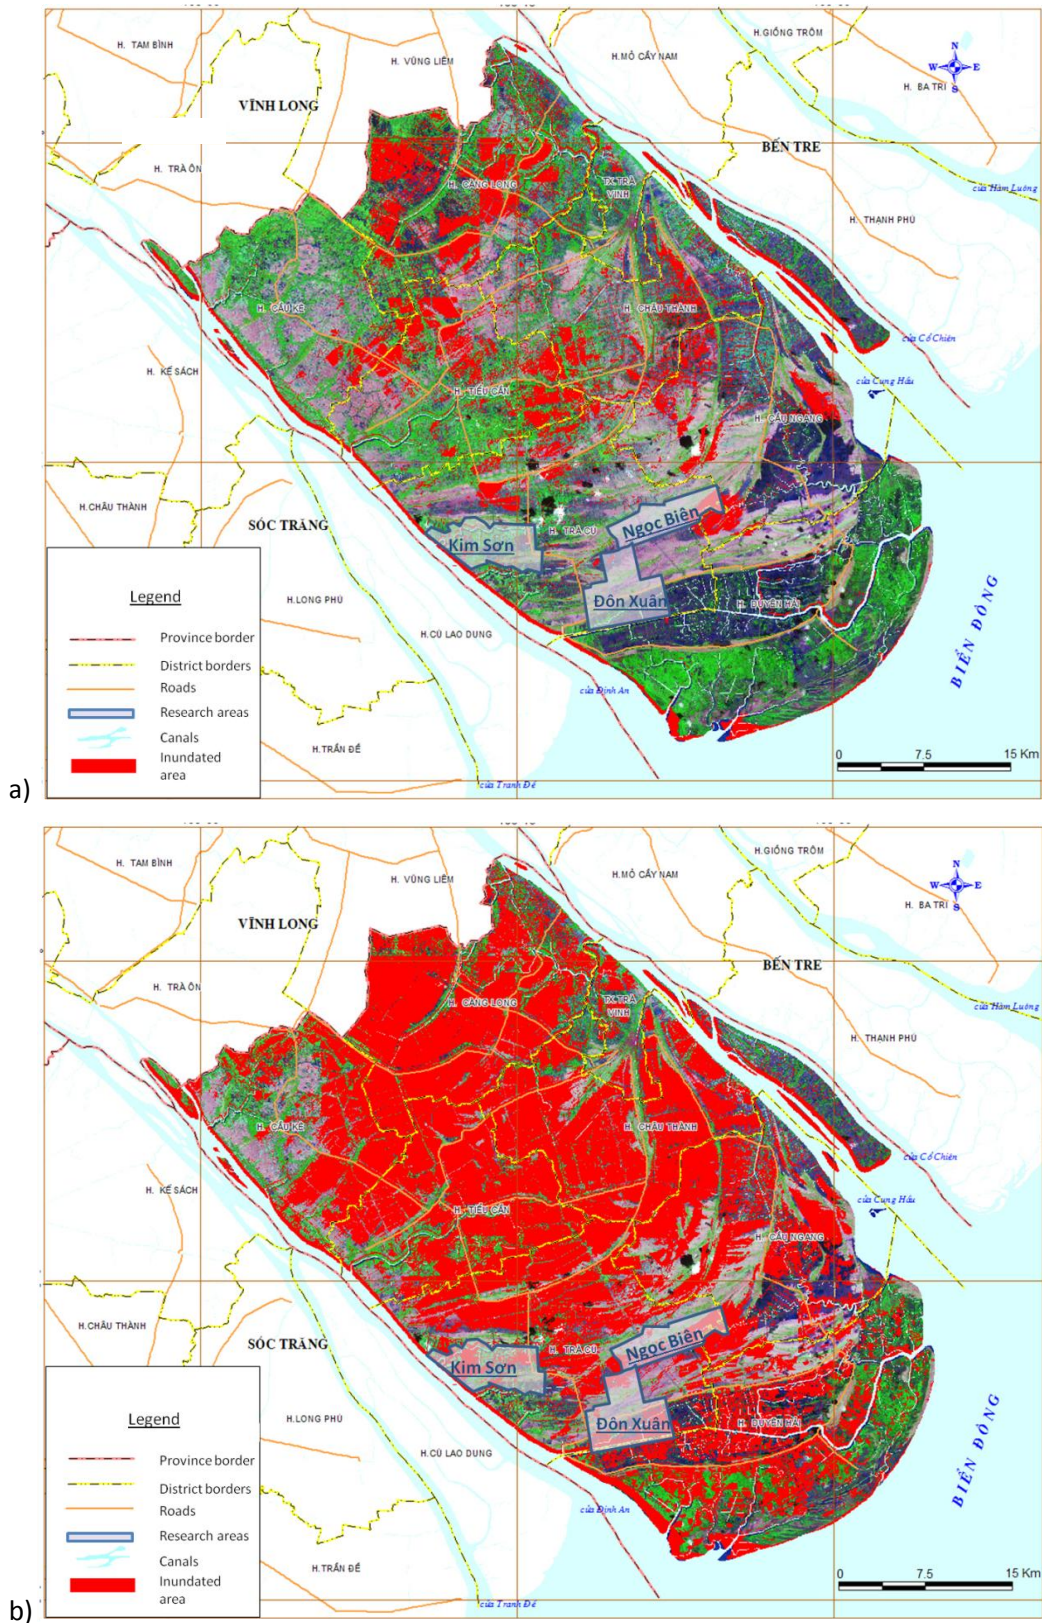 H. TAM BÌNH
H. VŨNG LIÊM
H.MỎ CẦY NAM
H.GIỒNG TRÔM
N
W E
S
H. BA TRI
VĨNH LONG
BẾN TRE
H. TRÀ ÔN
H. CÀNG LONG
TX.TRÀ
VINH
cửa Hàm Luông
H. THẠNH PHÚ
H. CẦU KÈ
H. CHÂU THÀNH
cửa Cổ Chiên
H. KẾ SÁCH
cửa Cung Hầu
H. TIỂU CẦN
H. CẦU NGANG
H.CHÂU THÀNH
SÓC TRĂNG
Ngọc Biên
H. TRÀ CÚ
Kim Sơn
Đôn Xuân
H. DUYÊN HẢI
Legend
H.LONG PHÚ
H.CÙ LAO DUNG
BIỂN ĐÔNG
Province border
District borders
Roads
Research areas
Canals
Inundated
area
cửa Định An
H.TRẦN ĐỀ
0 7.5 15 Km
cửa Tranh Đề
a)
H. TAM BÌNH
H. VŨNG LIÊM
H.MỎ CẦY NAM
H.GIỒNG TRÔM
N
W E
S
H. BA TRI
VĨNH LONG
BẾN TRE
H. TRÀ ÔN
H. CÀNG LONG
TX.TRÀ
VINH
cửa Hàm Luông
H. THẠNH PHÚ
H. CẦU KÈ
H. CHÂU THÀNH
cửa Cổ Chiên
H. KẾ SÁCH
cửa Cung Hầu
H. TIỂU CẦN
H. CẦU NGANG
H.CHÂU THÀNH
SÓC TRĂNG
Ngọc Biên
H. TRÀ CÚ
Kim Sơn
Đôn Xuân
H. DUYÊN HẢI
Legend
H.LONG PHÚ
H.CÙ LAO DUNG
BIỂN ĐÔNG
Province border
District borders
Roads
Research areas
Canals
Inundated
area
cửa Định An
H.TRẦN ĐỀ
0 7.5 15 Km
cửa Tranh Đề
b)